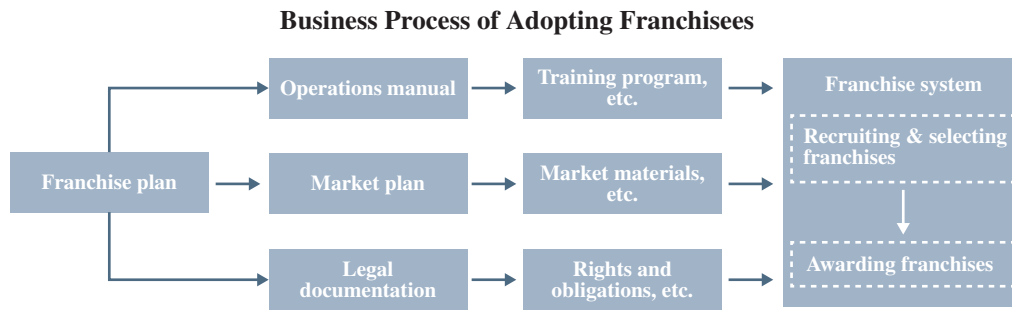 Business Process of Adopting Franchisees
Franchise plan
Operations manual
Training program,
etc.
Market plan
Market materials,
etc.
Legal
documentation
Rights and
obligations, etc.
Franchise system
Recruiting & selecting
franchises
Awarding franchises